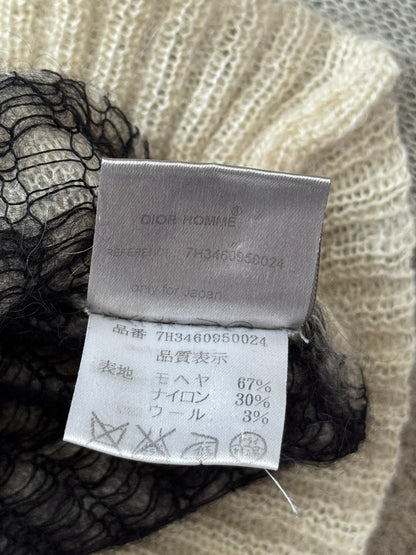 DIOR HOMME®
REFERENCE 7H3460950024
only for Japan
品番 7H3460950024
品質表示
表地 モヘヤ 67%
ナイロン 30%
ウール 3%